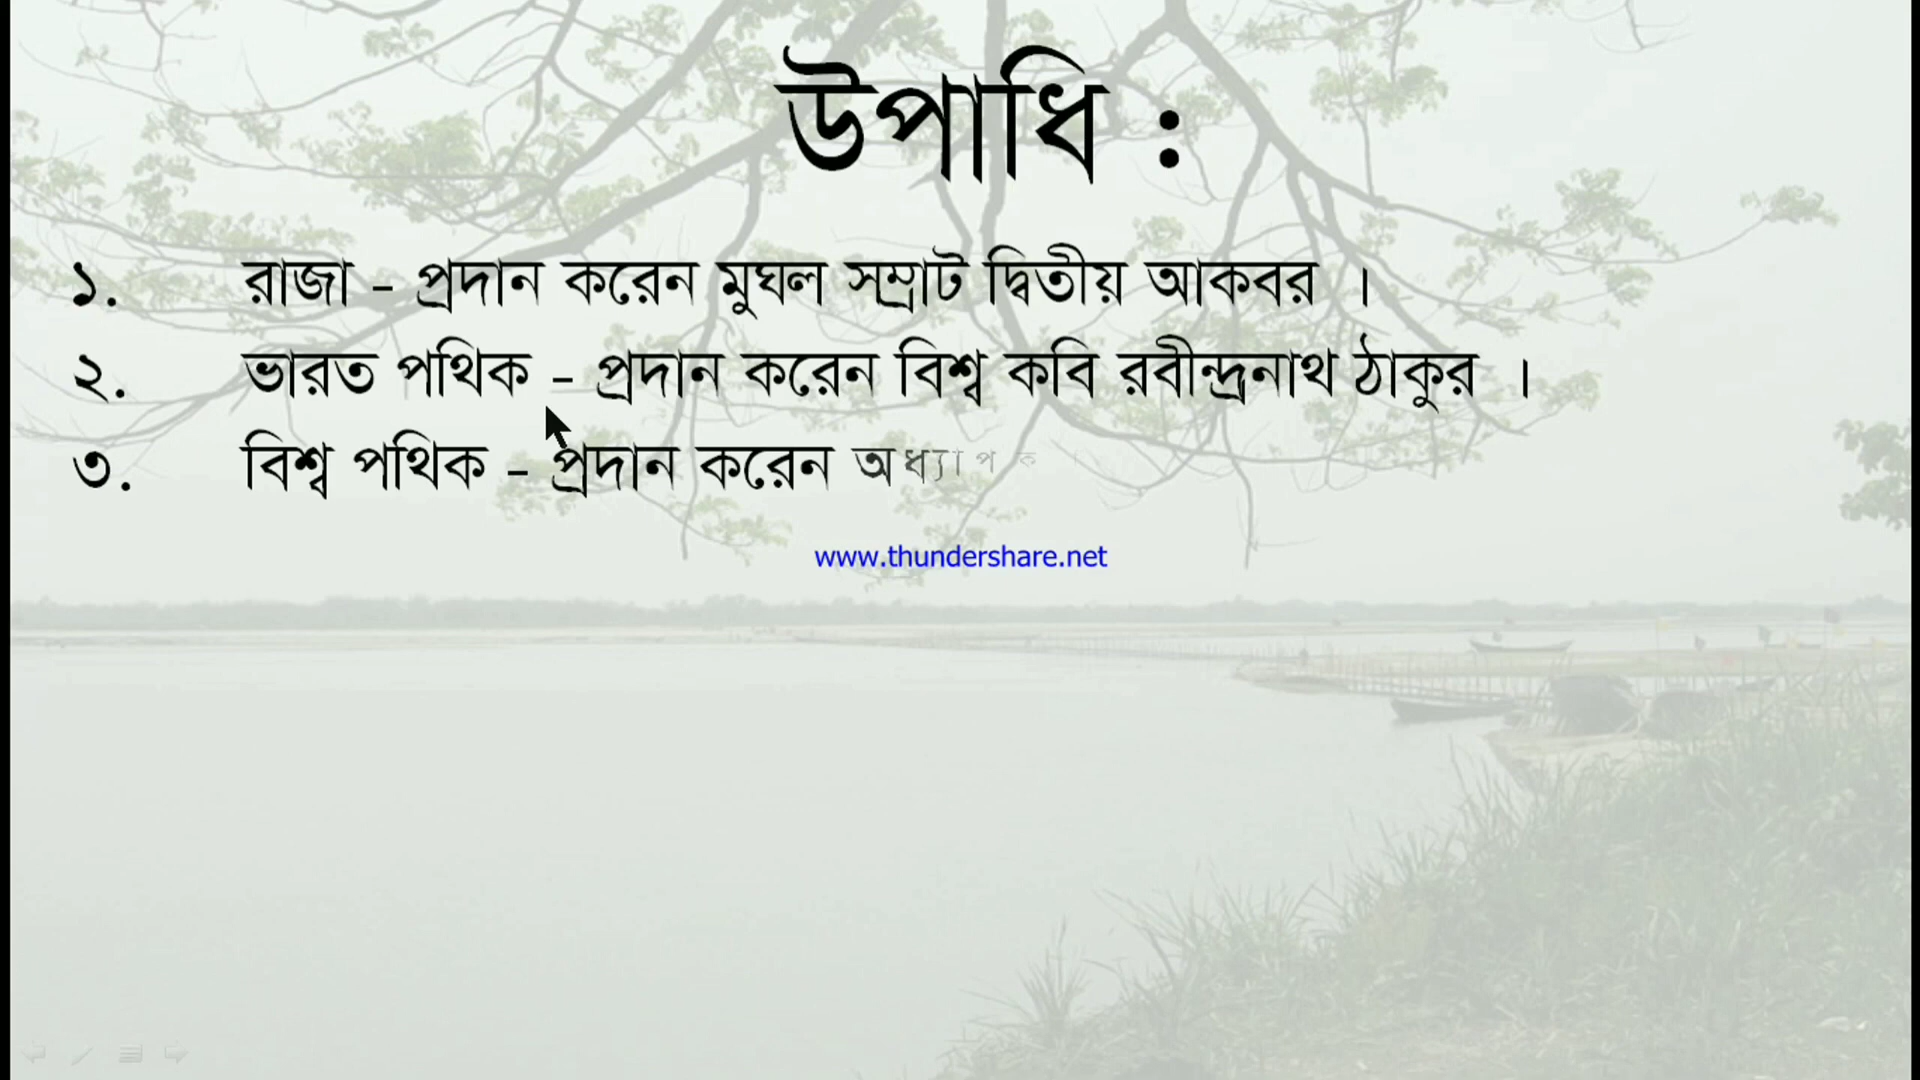 উপাধি :
১. রাজা - প্রদান করেন মুঘল সম্রাট দ্বিতীয় আকবর ।
২. ভারত পথিক - প্রদান করেন বিশ্ব কবি রবীন্দ্রনাথ ঠাকুর ।
৩. বিশ্ব পথিক - প্রদান করেন অধ্যাপক
www.thundershare.net